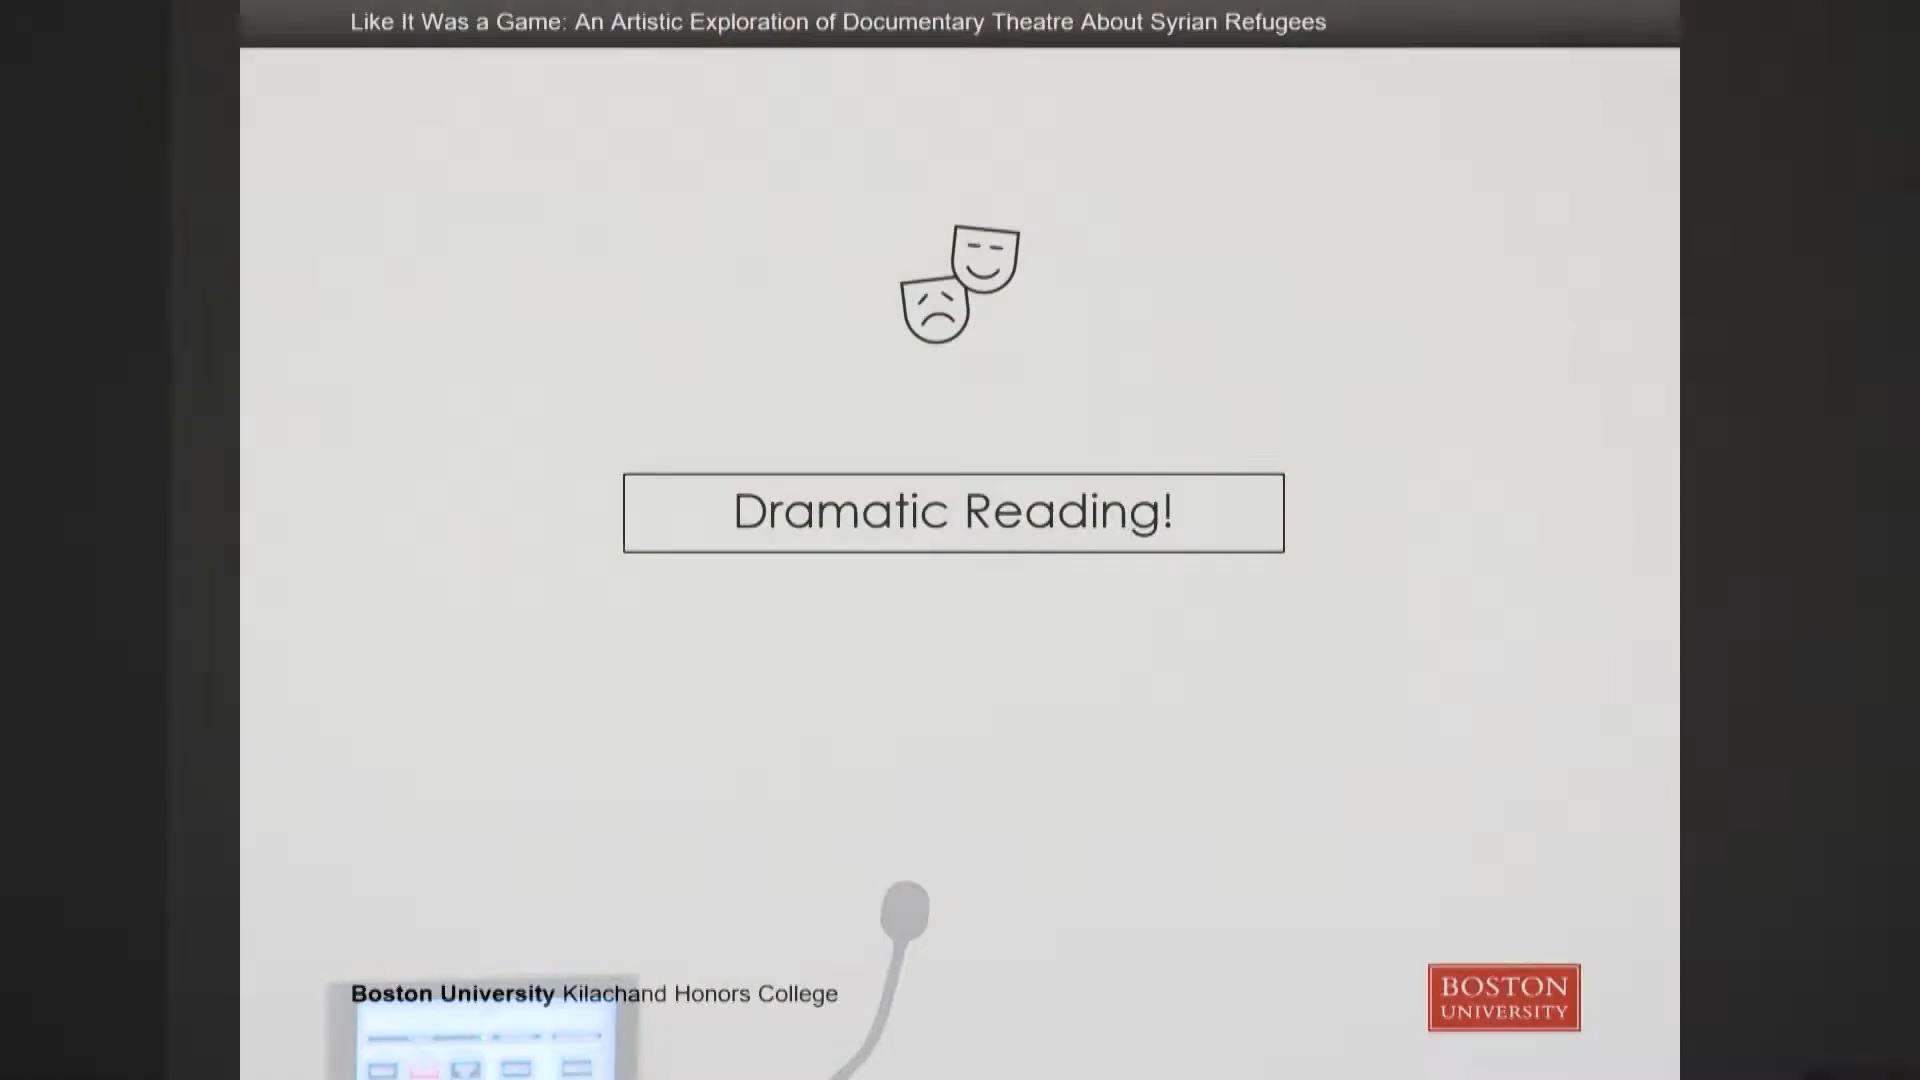 Like It Was a Game: An Artistic Exploration of Documentary Theatre About Syrian Refugees
Dramatic Reading!
Boston University Kilachand Honors College
BOSTON
UNIVERSITY